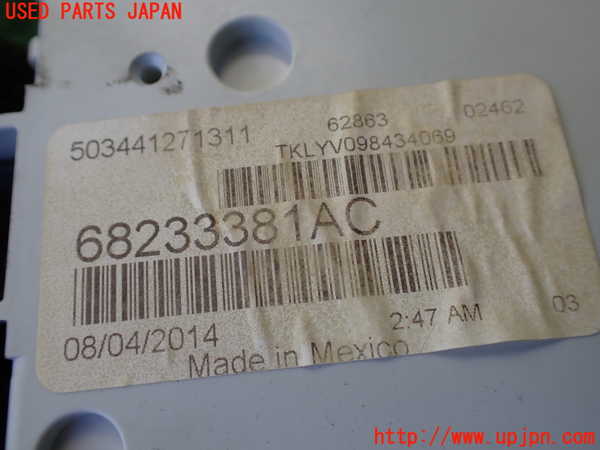 USED PARTS JAPAN
503441271311
62863
02462
TKLYV098434069
68233381AC
08/04/2014
2:47 AM
03
Made in Mexico
http://www.upjpn.com/